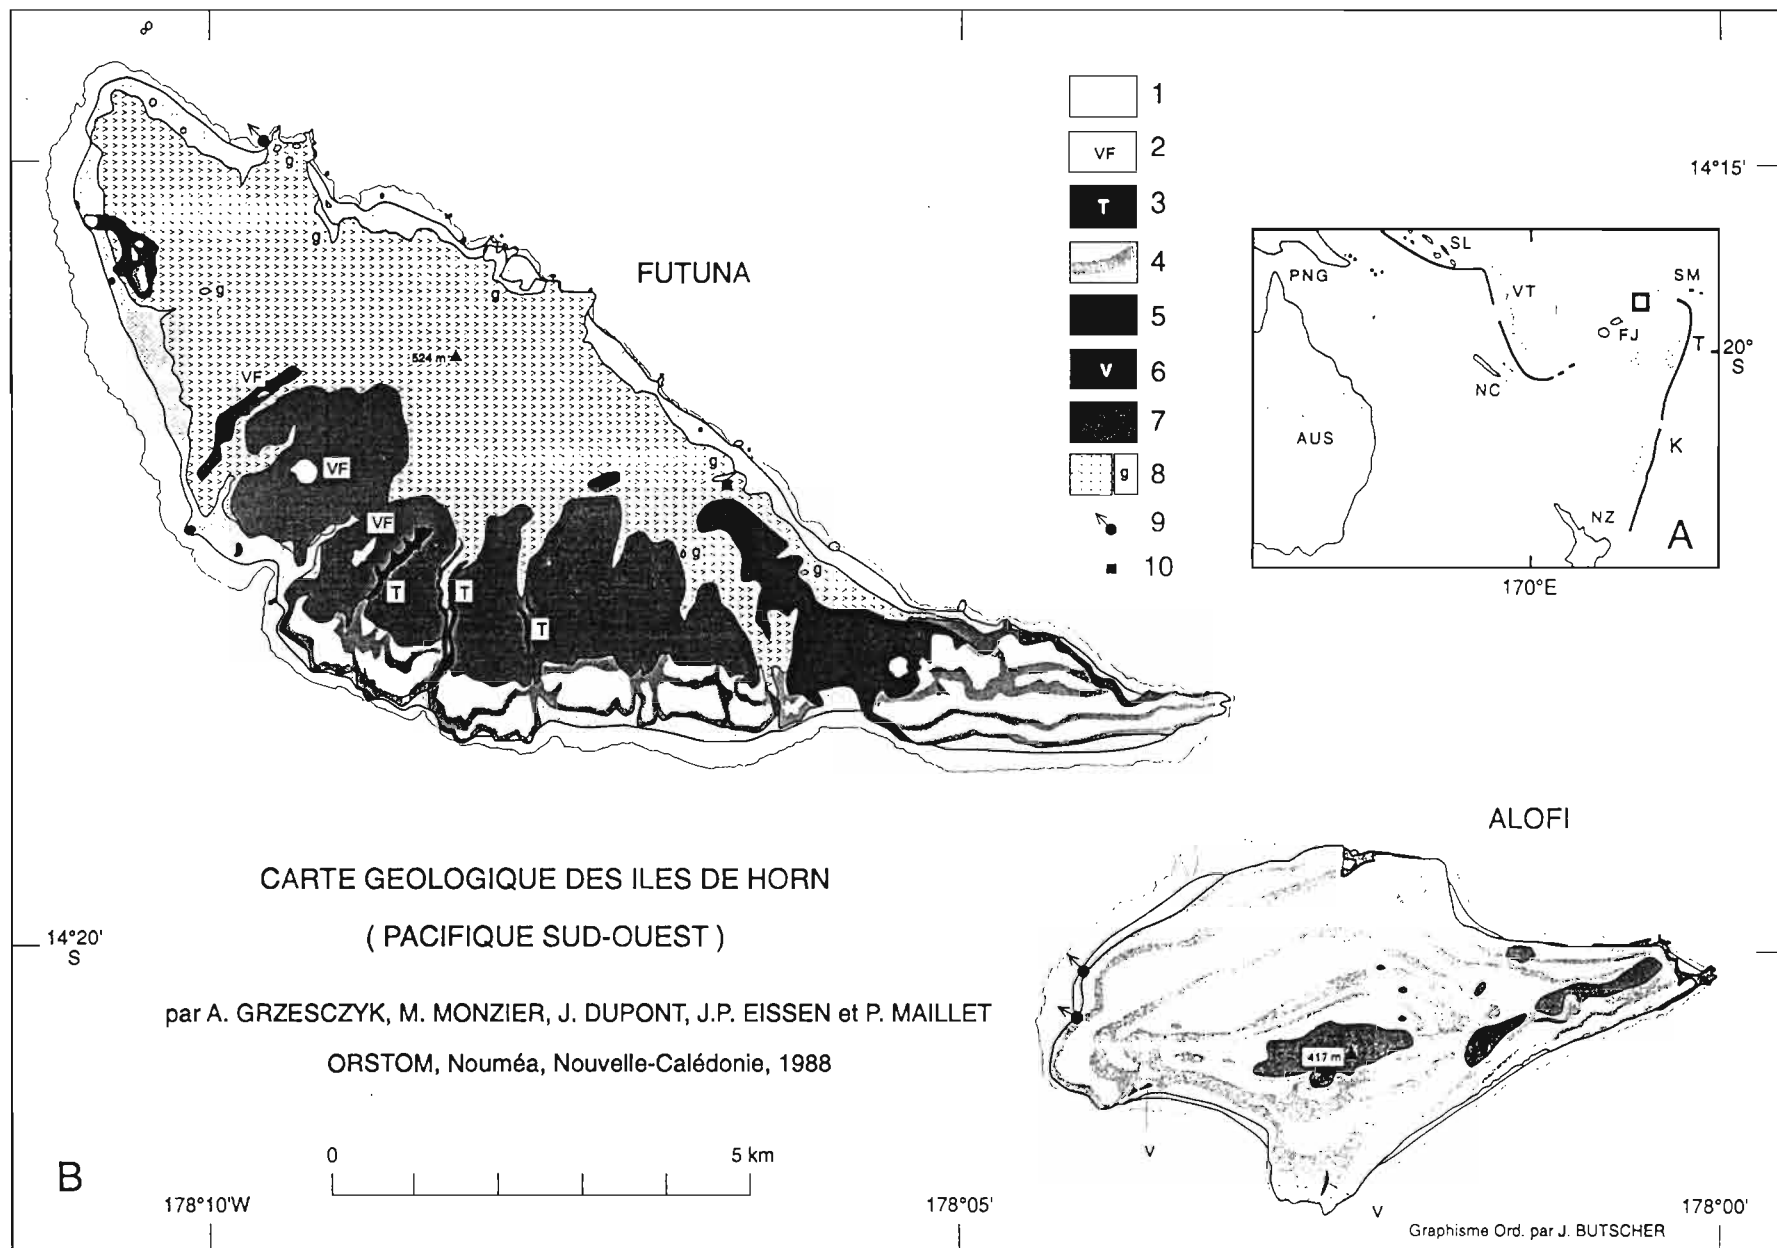 FUTUNA
g
g
g
g
524 m
VF
VF
VF
T
T
T
g
g
g
1
VF 2
T 3
4
5
V 6
7
g 8
9
10
14°15'
PNG
SL
VT
SM
FJ
T
20°
S
NC
AUS
K
NZ
A
170°E
ALOFI
CARTE GEOLOGIQUE DES ILES DE HORN
( PACIFIQUE SUD-OUEST )
14°20'
S
par A. GRZESCZYK, M. MONZIER, J. DUPONT, J.P. EISSEN et P. MAILLET
ORSTOM, Nouméa, Nouvelle-Calédonie, 1988
417 m
V
V
0 5 km
B
178°10'W
178°05'
178°00'
Graphisme Ord. par J. BUTSCHER